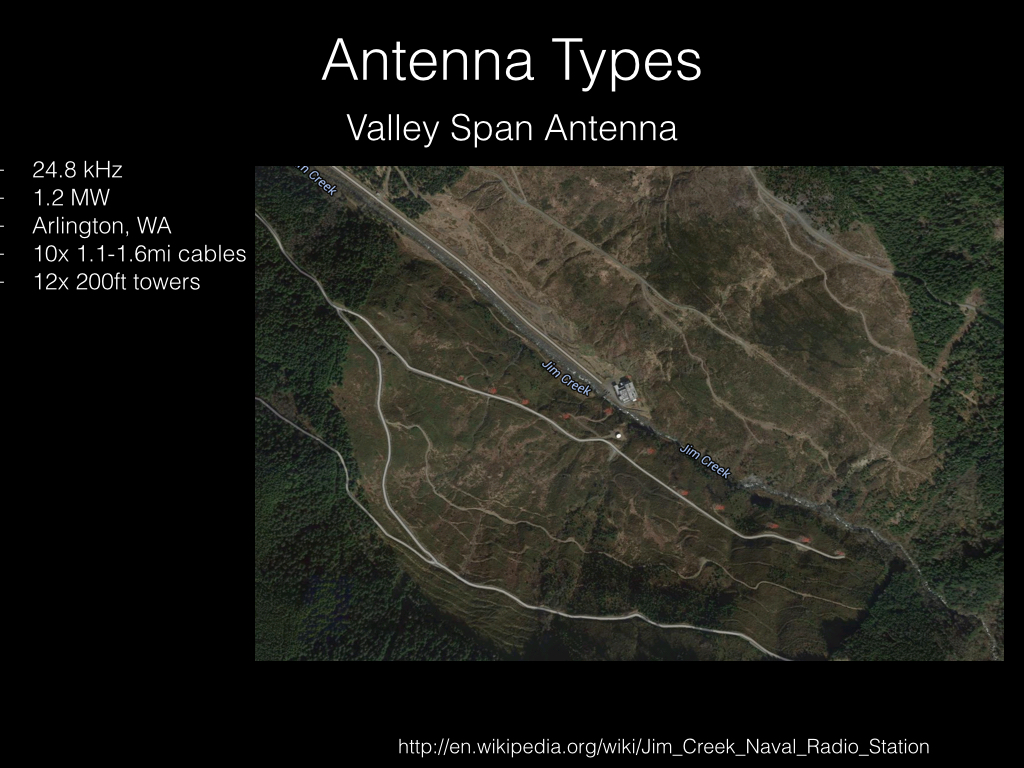 Antenna Types
Valley Span Antenna
- 24.8 kHz
- 1.2 MW
- Arlington, WA
- 10x 1.1-1.6mi cables
- 12x 200ft towers
n Creek
Jim Creek
Jim Creek
http://en.wikipedia.org/wiki/Jim_Creek_Naval_Radio_Station